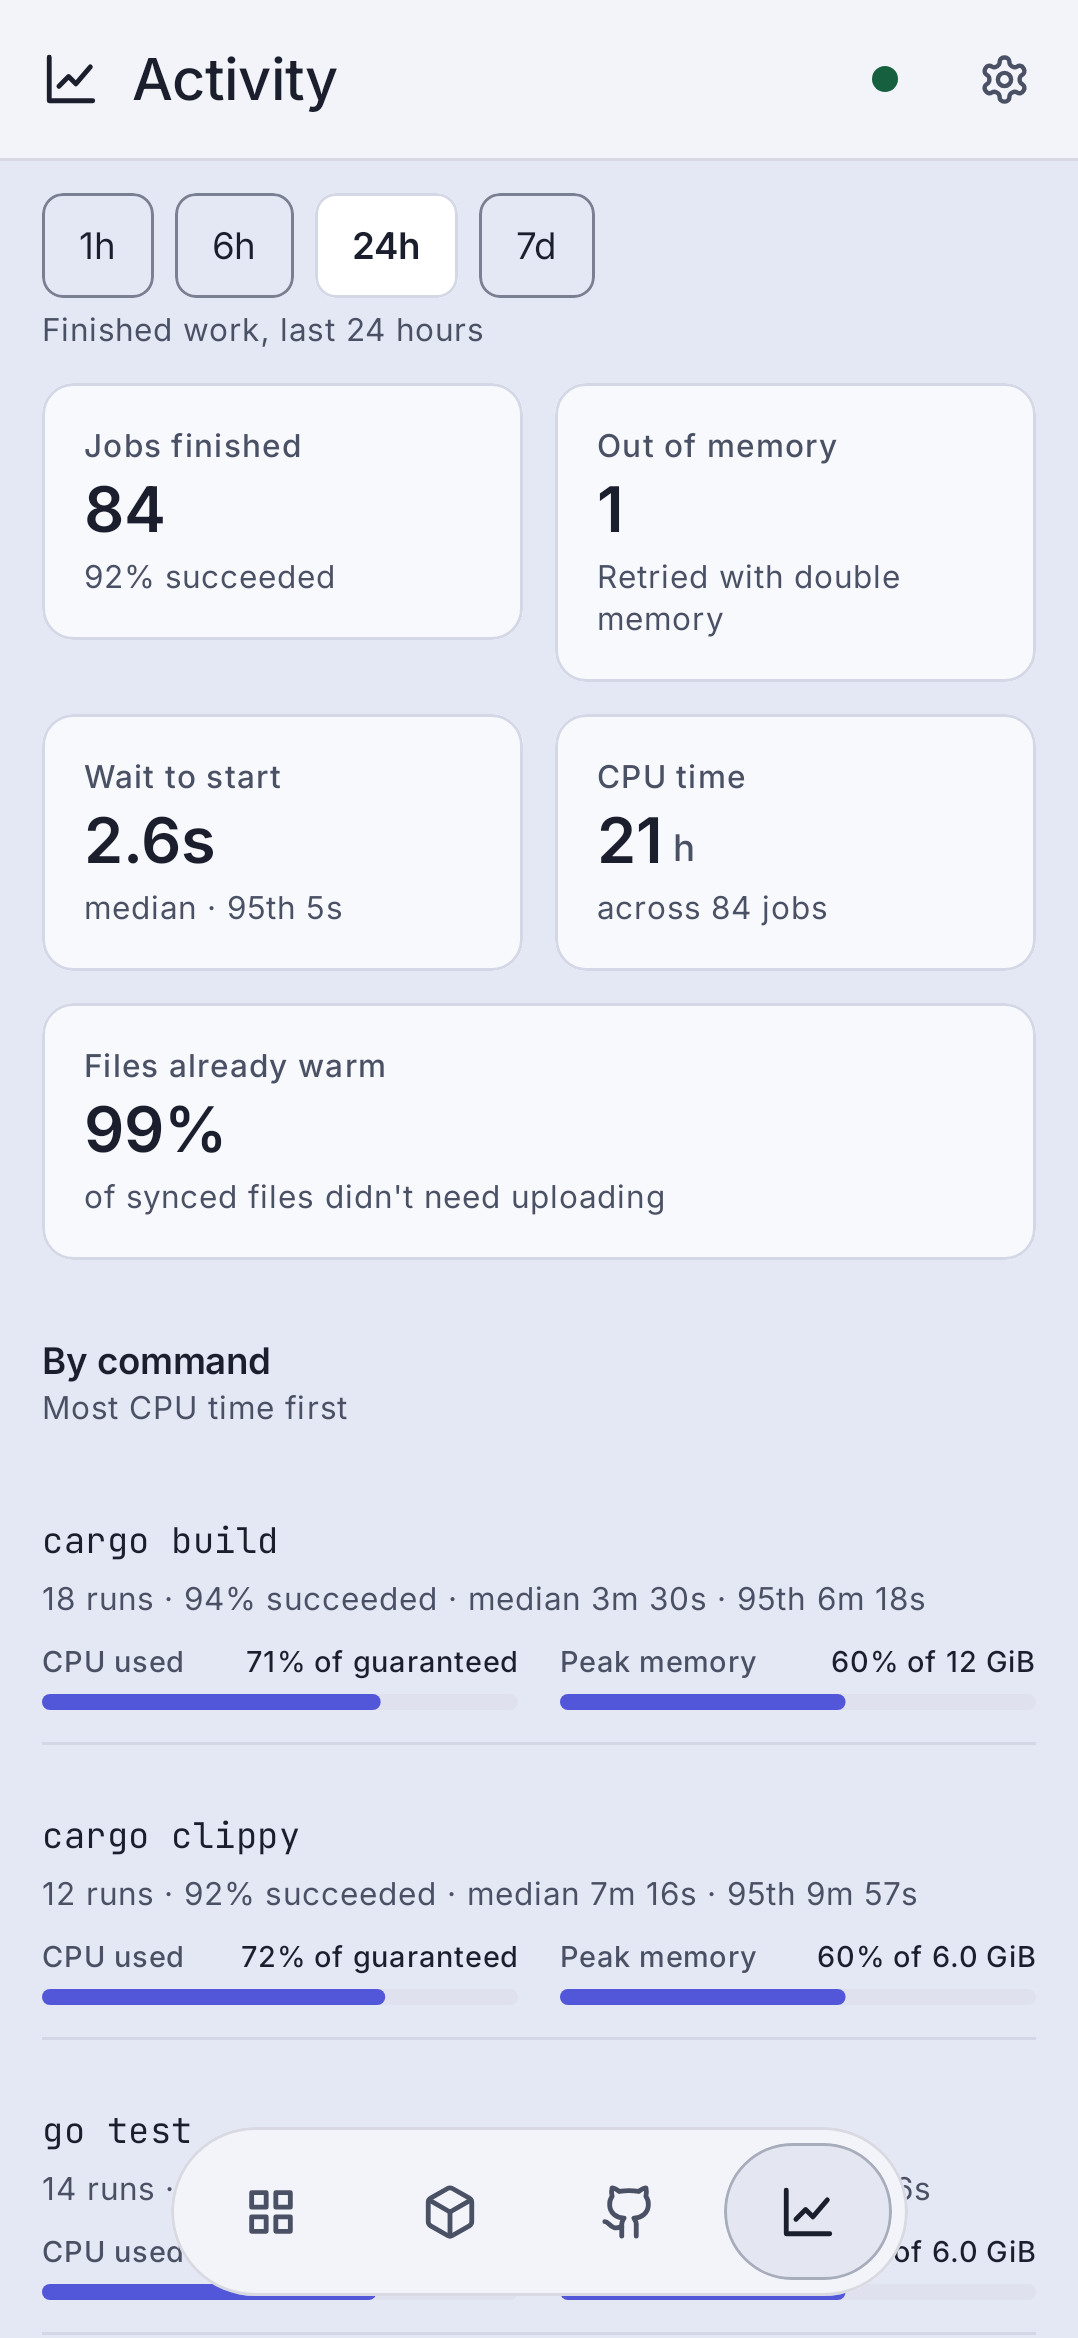 Activity
1h 6h 24h 7d
Finished work, last 24 hours
Jobs finished
84
92% succeeded
Out of memory
1
Retried with double
memory
Wait to start
2.6s
median · 95th 5s
CPU time
21 h
across 84 jobs
Files already warm
99%
of synced files didn't need uploading
By command
Most CPU time first
cargo build
18 runs · 94% succeeded · median 3m 30s · 95th 6m 18s
CPU used 71% of guaranteed Peak memory 60% of 12 GiB
cargo clippy
12 runs · 92% succeeded · median 7m 16s · 95th 9m 57s
CPU used 72% of guaranteed Peak memory 60% of 6.0 GiB
go test
14 runs ·
CPU used of 6.0 GiB